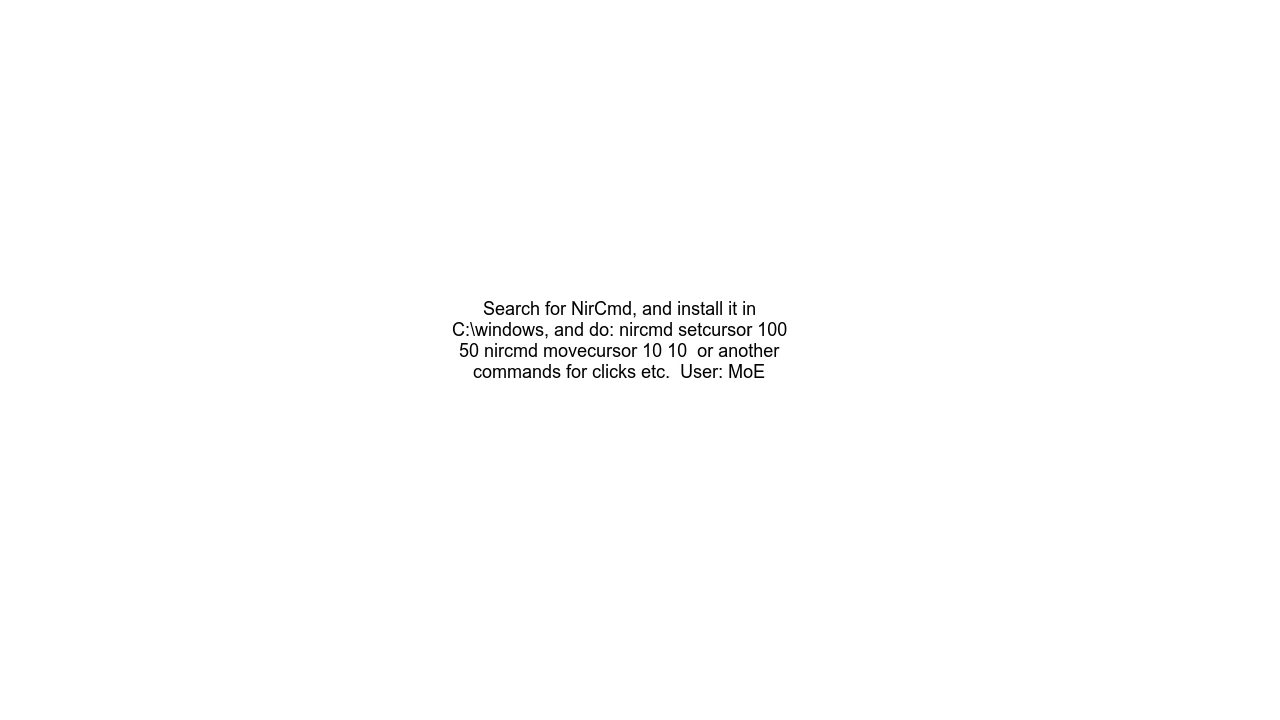 Search for NirCmd, and install it in
C:\windows, and do: nircmd setcursor 100
50 nircmd movecursor 10 10  or another
commands for clicks etc.  User: MoE